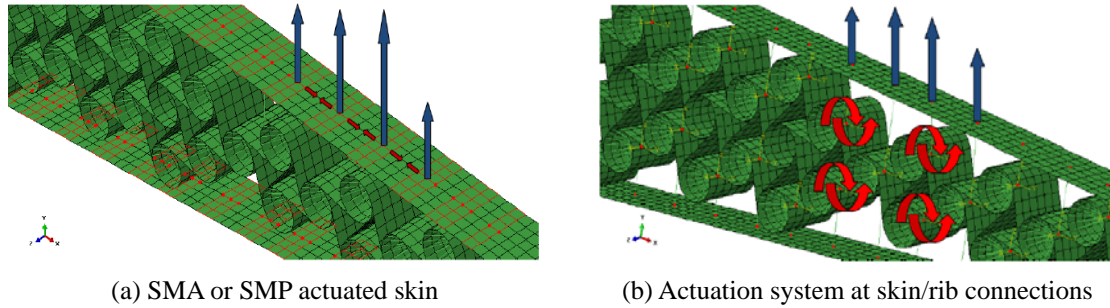 Y
Z
X
Y
Z
X
(a) SMA or SMP actuated skin
(b) Actuation system at skin/rib connections